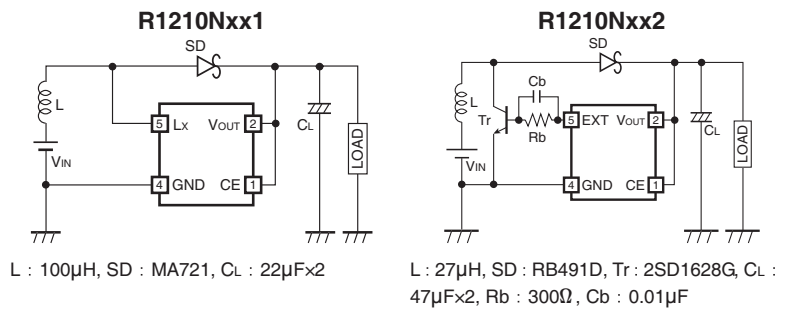 R1210Nxx1
SD
L
5 Lx VOUT 2
CL
LOAD
VIN
4 GND CE 1
L : 100μH, SD : MA721, CL : 22μF×2
R1210Nxx2
SD
L
Cb
Tr
Rb
5 EXT VOUT 2
CL
LOAD
VIN
4 GND CE 1
L : 27μH, SD : RB491D, Tr : 2SD1628G, CL :
47μF×2, Rb : 300Ω, Cb : 0.01μF